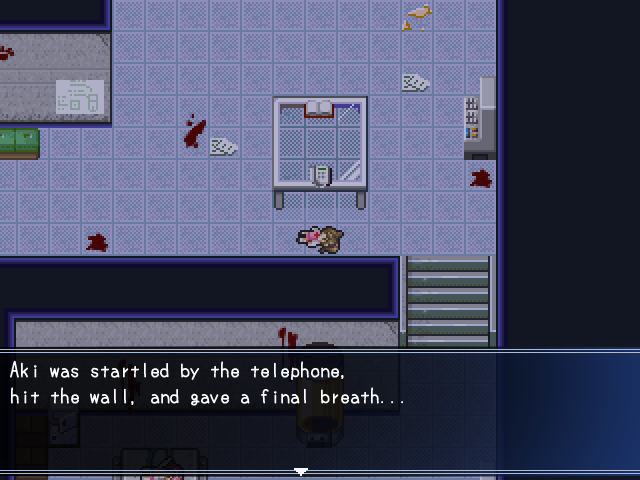 Aki was startled by the telephone,
hit the wall, and gave a final breath...